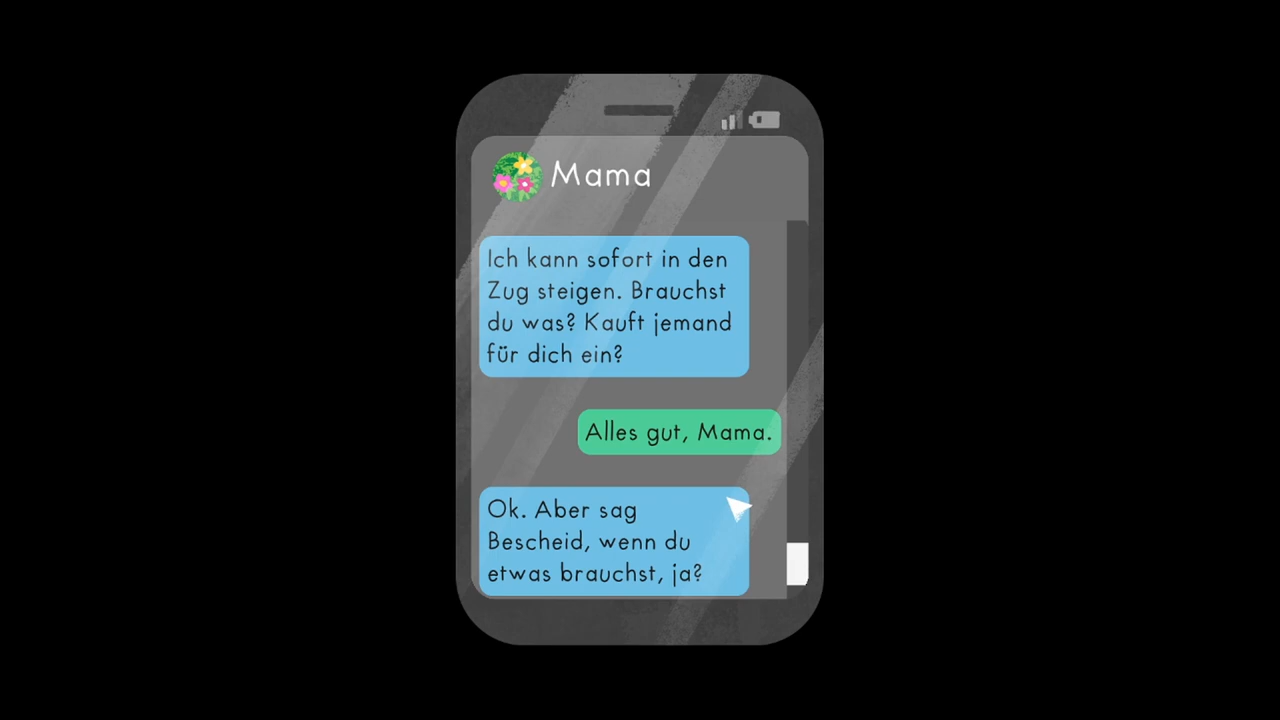 Mama
Ich kann sofort in den
Zug steigen. Brauchst
du was? Kauft jemand
für dich ein?
Alles gut, Mama.
Ok. Aber sag
Bescheid, wenn du
etwas brauchst, ja?